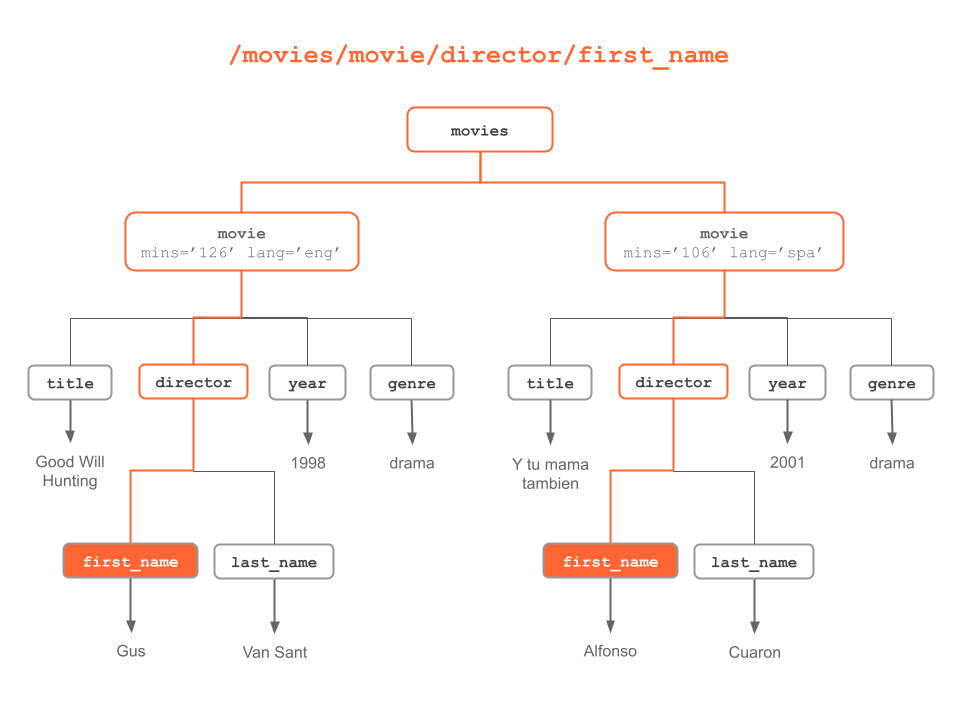 /movies/movie/director/first_name
movies
movie
mins=’126’ lang=’eng’
movie
mins=’106’ lang=’spa’
title
director
year
genre
title
director
year
genre
Good Will
Hunting
1998
drama
Y tu mama
tambien
2001
drama
first_name
last_name
first_name
last_name
Gus
Van Sant
Alfonso
Cuaron